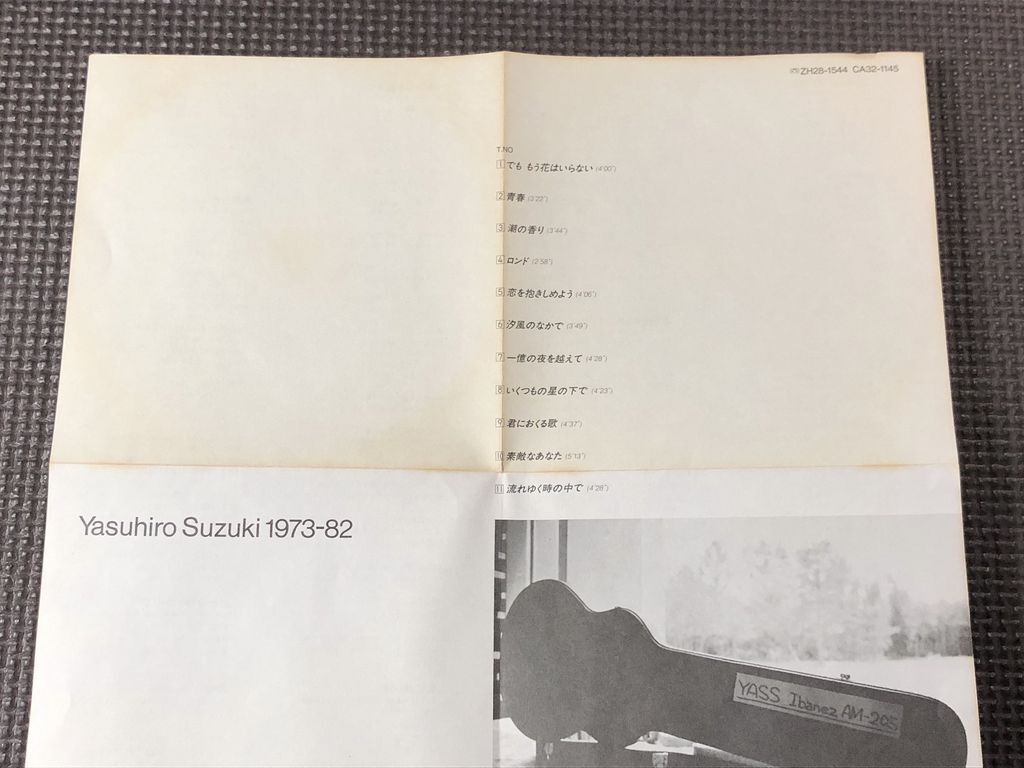 ZH28-1544 CA32-1145
T.NO
1 でも もう花はいらない (4'00")
2 青春 (3'22")
3 潮の香り (3'44")
4 ロンド (2'58")
5 恋を抱きしめよう (4'06")
6 汐風のなかで (3'49")
7 一億の夜を越えて (4'28")
8 いくつもの星の下で (4'23")
9 君におくる歌 (4'37")
10 素敵なあなた (5'13")
11 流れゆく時の中で (4'28")
Yasuhiro Suzuki 1973-82
YASS Ibanez AM-205